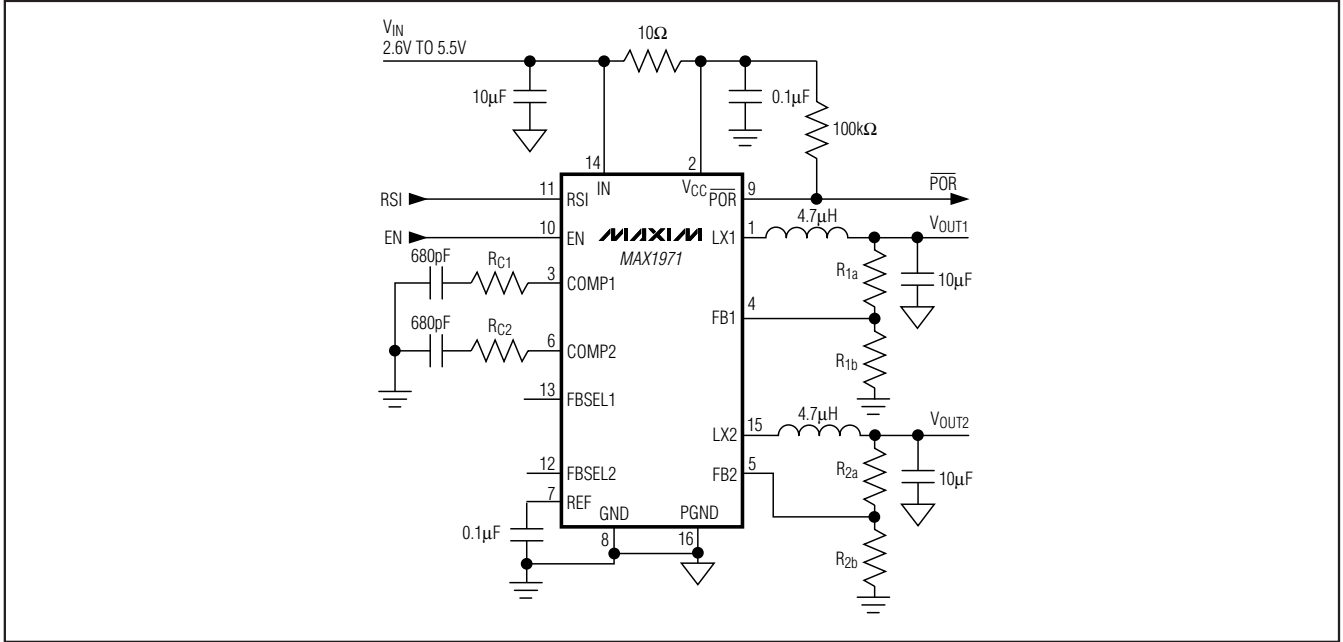 VIN
2.6V TO 5.5V
10Ω
10µF
0.1µF
100kΩ
14
2
IN
VCC
POR
9
POR
RSI
11
RSI
EN
10
EN
MAXIM
MAX1971
LX1
1
4.7µH
VOUT1
680pF
RC1
3
COMP1
R1a
10µF
FB1
4
680pF
RC2
6
COMP2
R1b
13
FBSEL1
LX2
15
4.7µH
VOUT2
12
FBSEL2
FB2
5
R2a
10µF
7
REF
0.1µF
GND
PGND
8
16
R2b